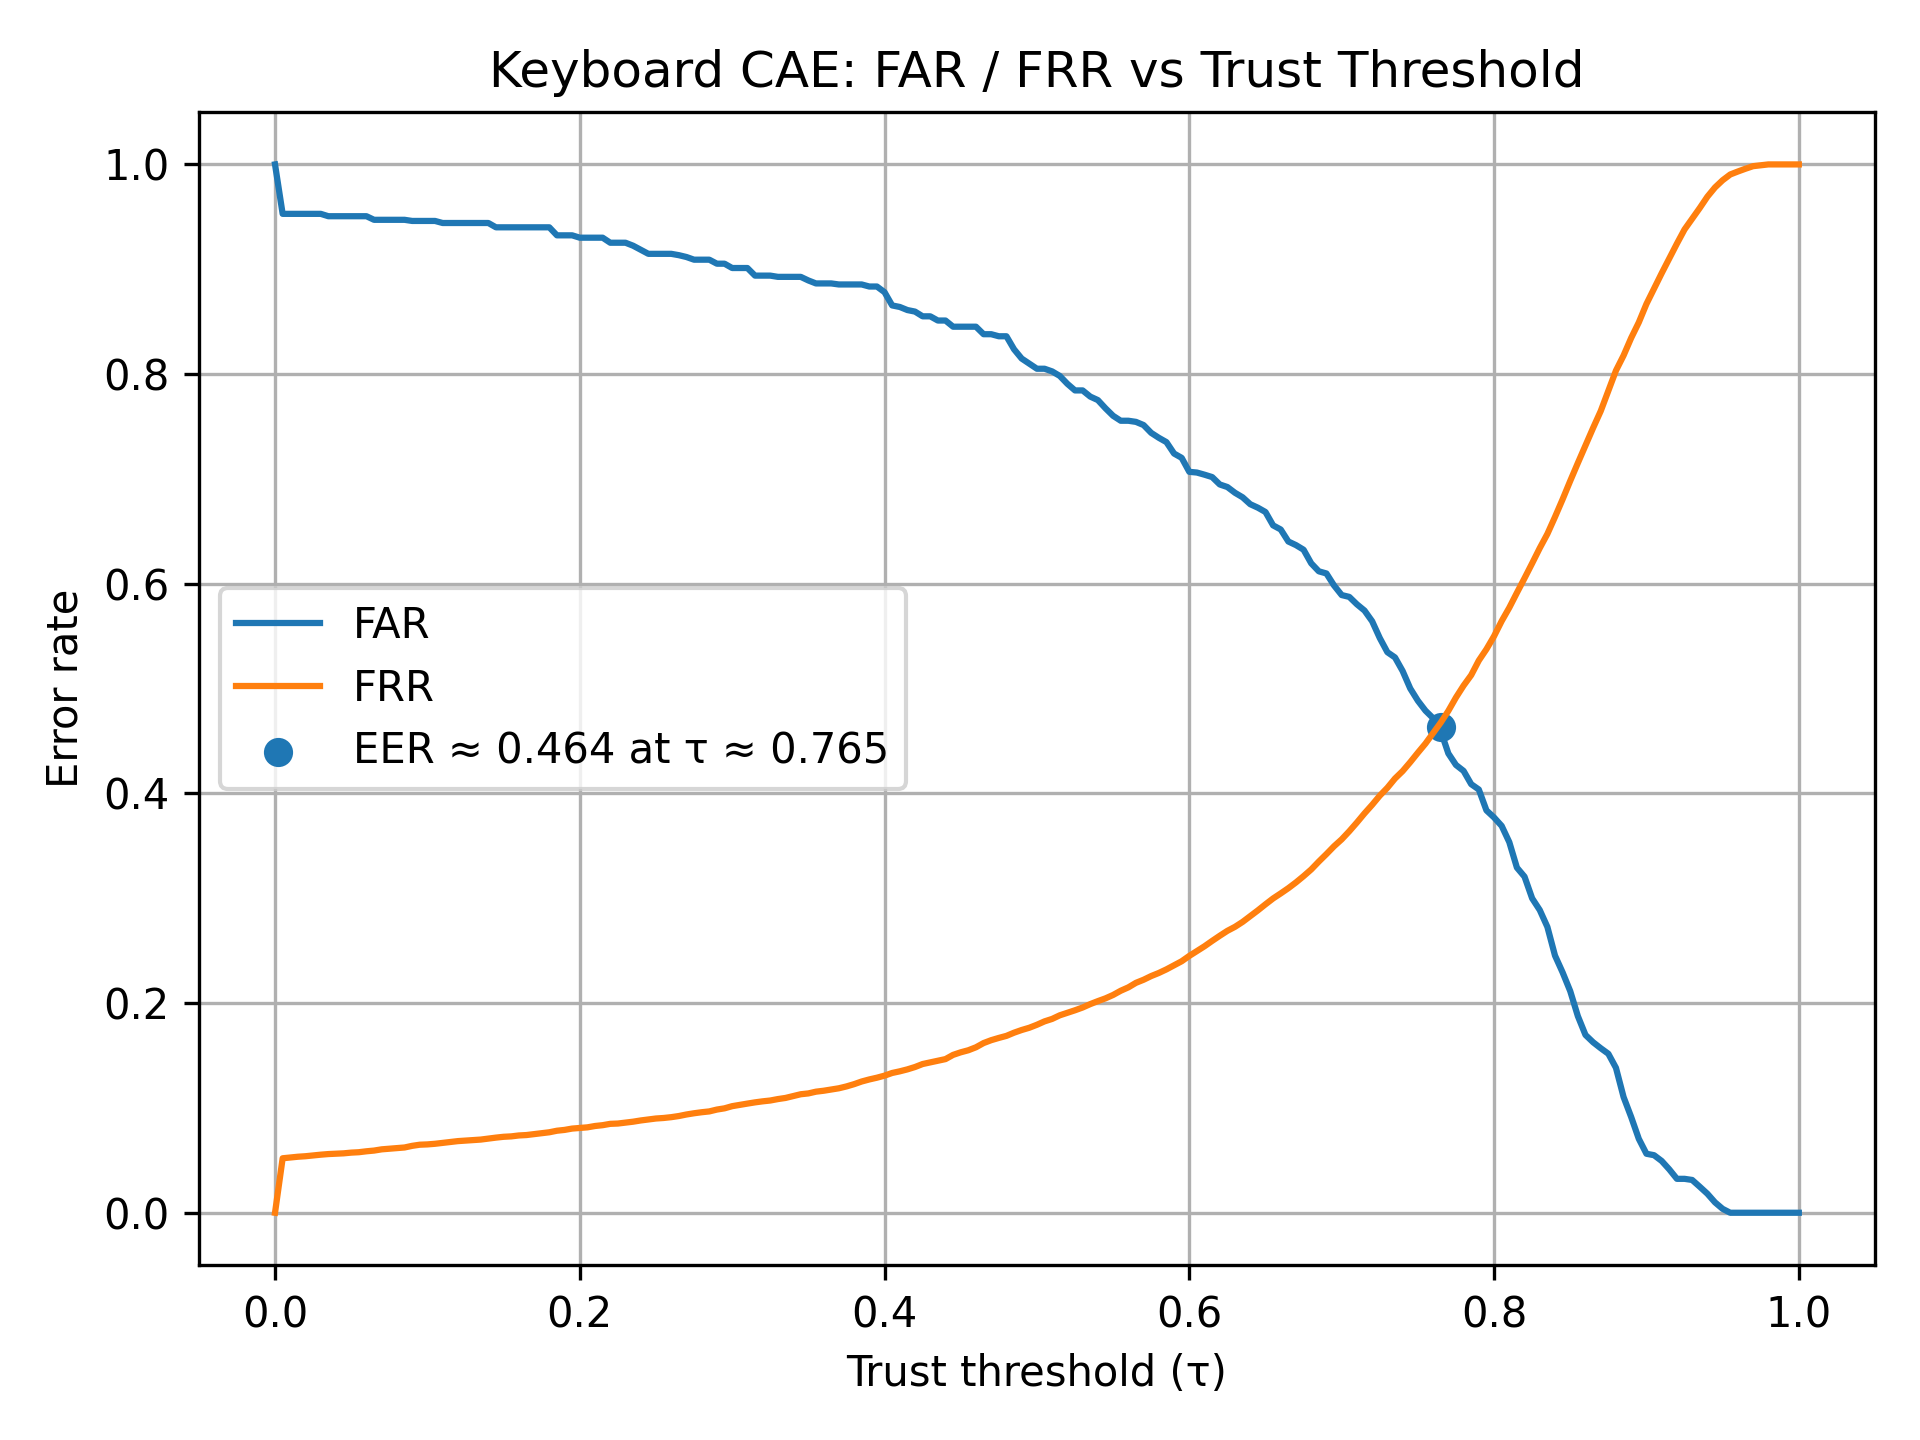 Keyboard CAE: FAR / FRR vs Trust Threshold
1.0
0.8
0.6
0.4
0.2
0.0
Error rate
FAR
FRR
EER ≈ 0.464 at τ ≈ 0.765
0.0 0.2 0.4 0.6 0.8 1.0
Trust threshold (τ)